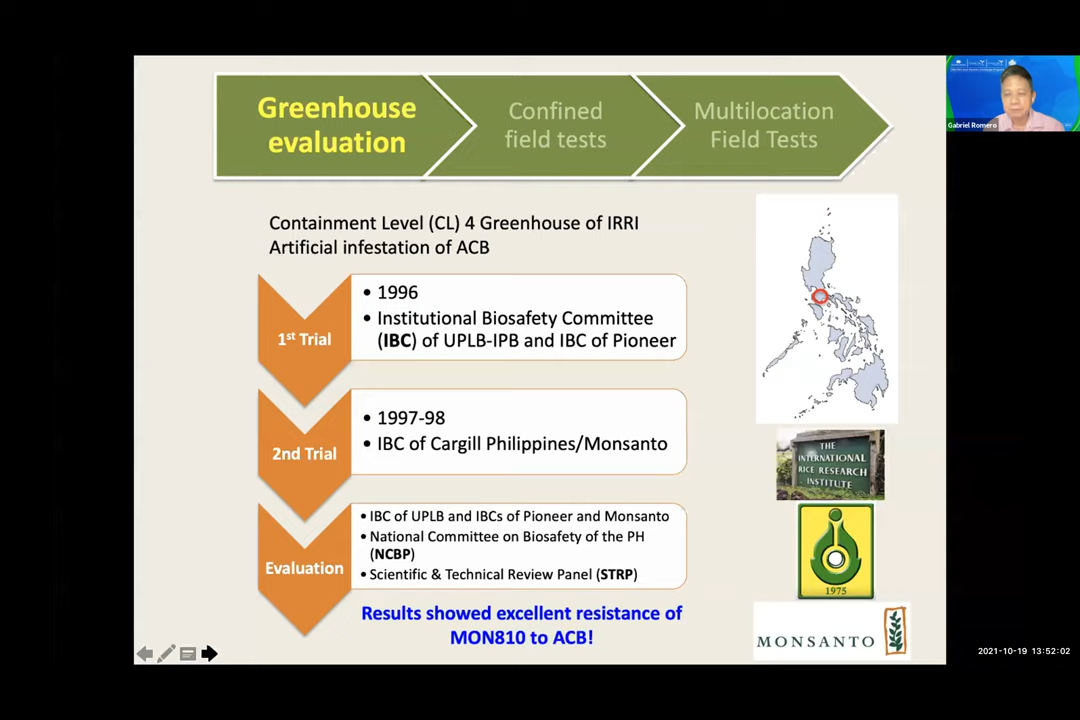 Greenhouse
evaluation
Confined
field tests
Multilocation
Field Tests
Gabriel Romero
Containment Level (CL) 4 Greenhouse of IRRI
Artificial infestation of ACB
1st Trial
• 1996
• Institutional Biosafety Committee
(IBC) of UPLB-IPB and IBC of Pioneer
2nd Trial
• 1997-98
• IBC of Cargill Philippines/Monsanto
Evaluation
• IBC of UPLB and IBCs of Pioneer and Monsanto
• National Committee on Biosafety of the PH
(NCBP)
• Scientific & Technical Review Panel (STRP)
Results showed excellent resistance of
MON810 to ACB!
THE
INTERNATIONAL
RICE RESEARCH
INSTITUTE
1975
MONSANTO
2021-10-19 13:52:02